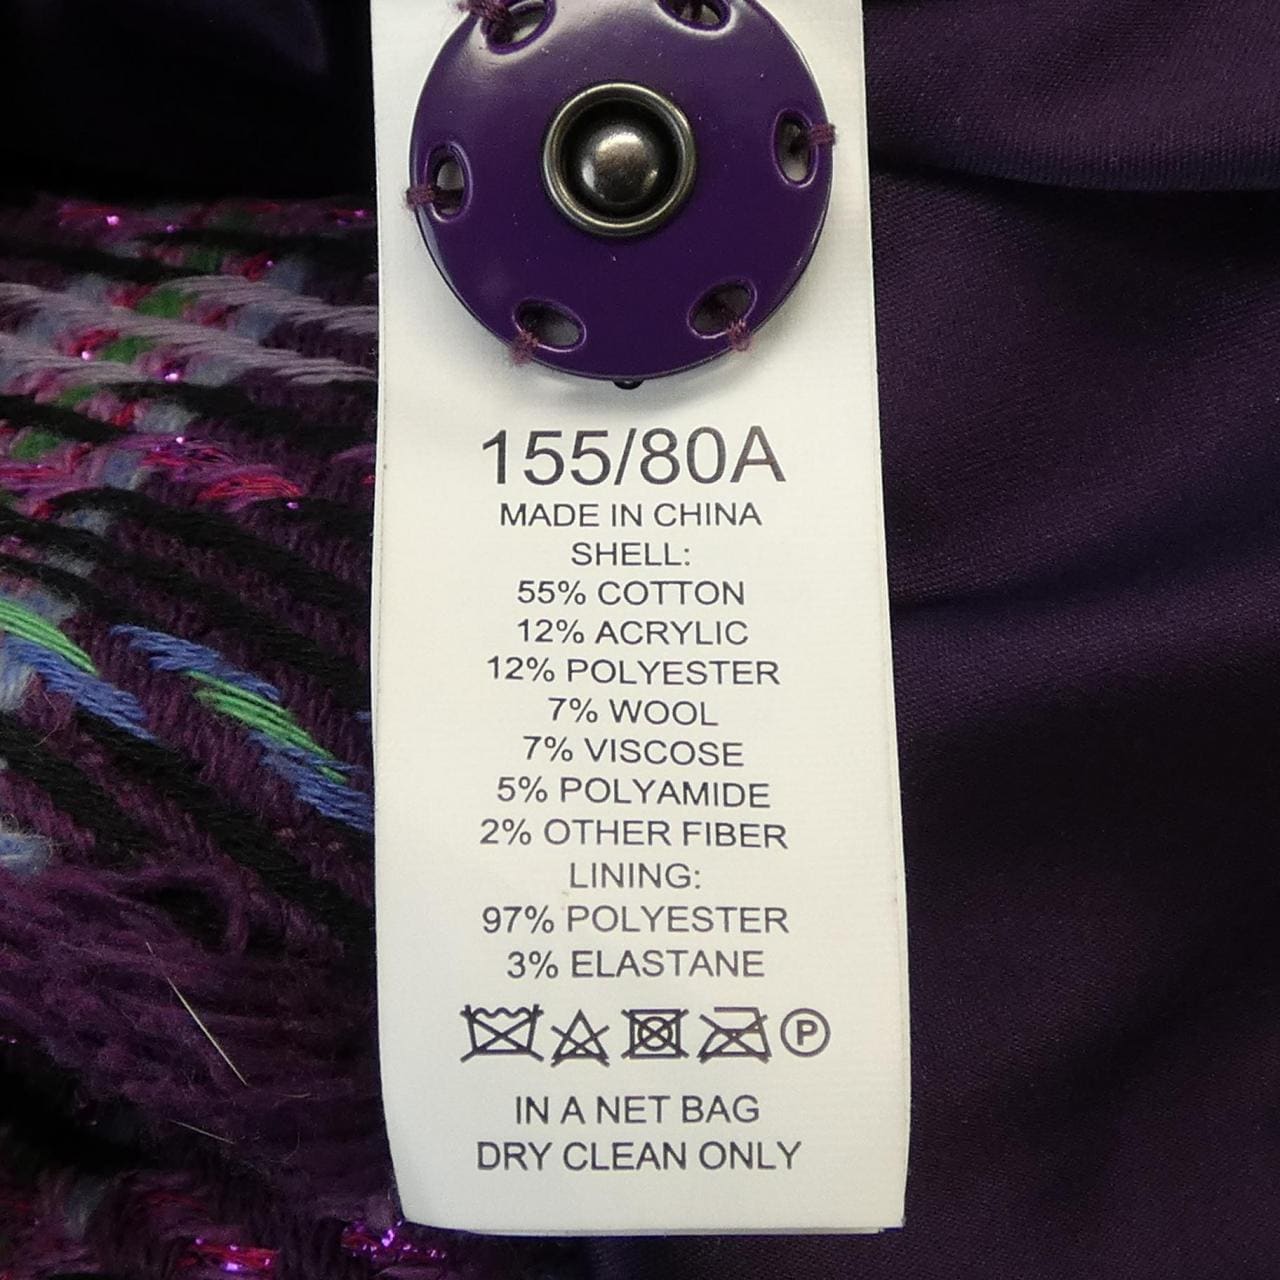 155/80A
MADE IN CHINA
SHELL:
55% COTTON
12% ACRYLIC
12% POLYESTER
7% WOOL
7% VISCOSE
5% POLYAMIDE
2% OTHER FIBER
LINING:
97% POLYESTER
3% ELASTANE
P
IN A NET BAG
DRY CLEAN ONLY